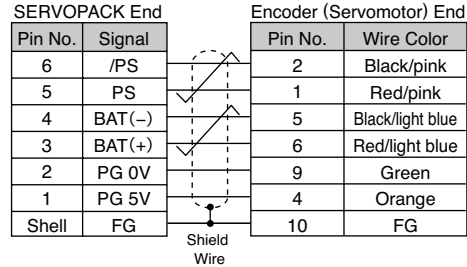 SERVOPACK End Encoder (Servomotor) End
Pin No. Signal Pin No. Wire Color
6 /PS 2 Black/pink
5 PS 1 Red/pink
4 BAT(−) 5 Black/light blue
3 BAT(+) 6 Red/light blue
2 PG 0V 9 Green
1 PG 5V 4 Orange
Shell FG 10 FG
Shield
Wire